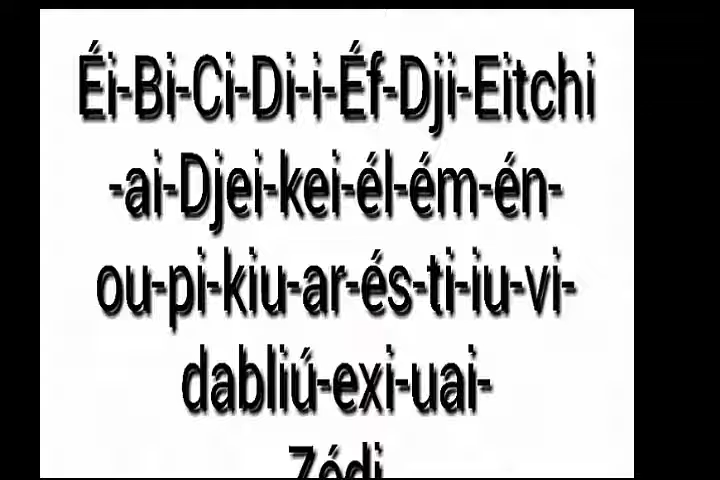 Éi-Bi-Ci-Di-i-Éf-Dji-Eitchi
-ai-Djei-kei-él-ém-én-
ou-pi-kiu-ar-és-ti-iu-vi-
dabliú-exi-uai-
Zédi